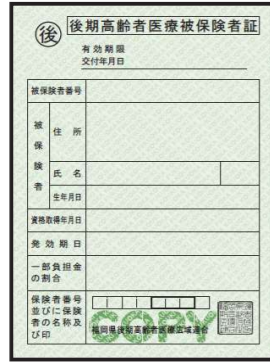 後 後期高齢者医療被保険者証
有効期限
交付年月日
被保険者番号
被保険者
住所
氏名
生年月日
資格取得年月日
発効期日
一部負担金
の割合
保険者番号
並びに保険
者の名称及
び印
福岡県後期高齢者医療広域連合
COPY